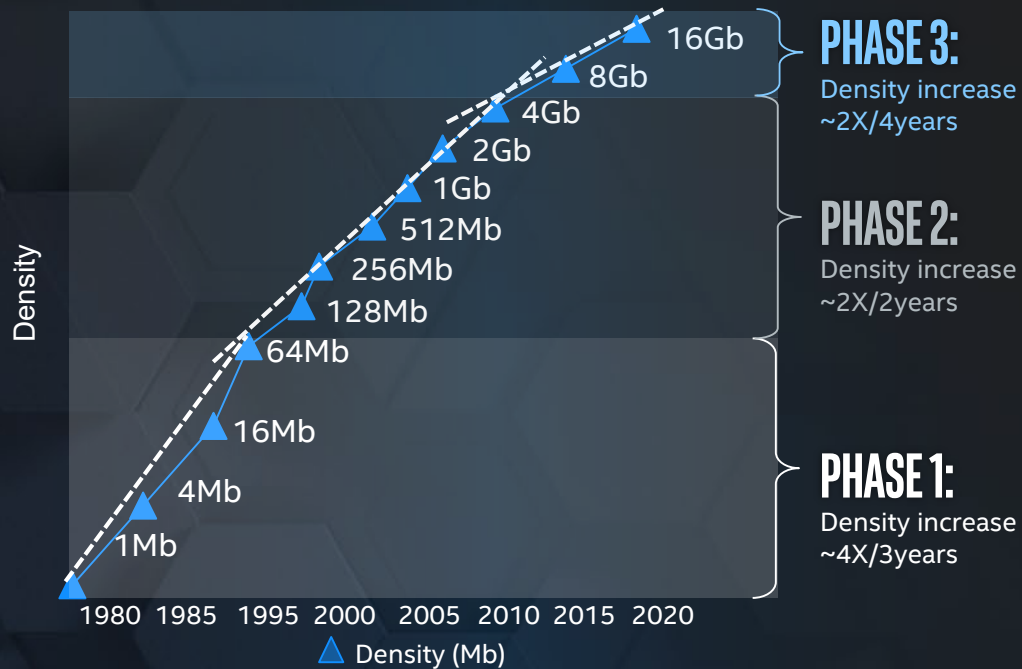 16Gb
8Gb
4Gb
2Gb
1Gb
512Mb
256Mb
128Mb
64Mb
16Mb
4Mb
1Mb
Density
1980 1985 1995 2000 2005 2010 2015 2020
Density (Mb)
PHASE 3:
Density increase
~2X/4years
PHASE 2:
Density increase
~2X/2years
PHASE 1:
Density increase
~4X/3years